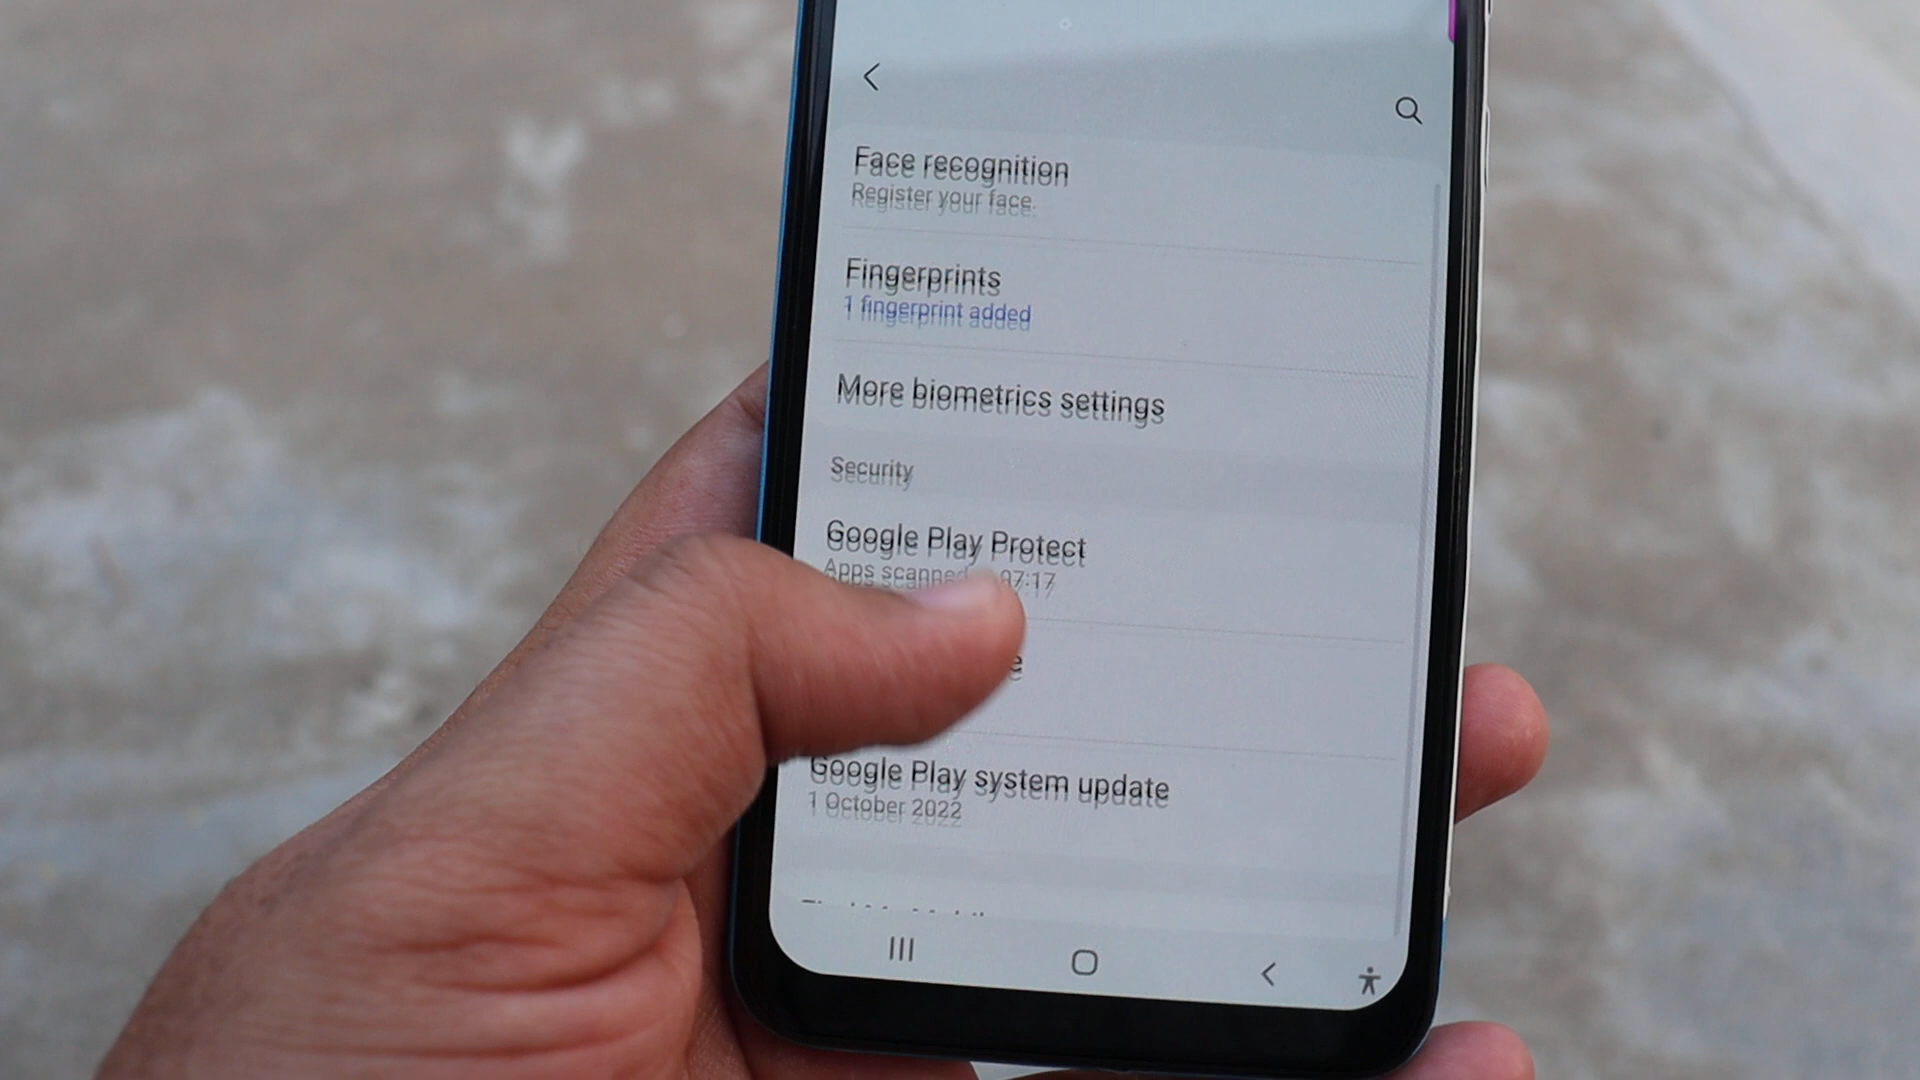 Face recognition
Register your face.
Fingerprints
1 fingerprint added
More biometrics settings
Security
Google Play Protect
Apps scanned 07:17
Google Play system update
1 October 2022